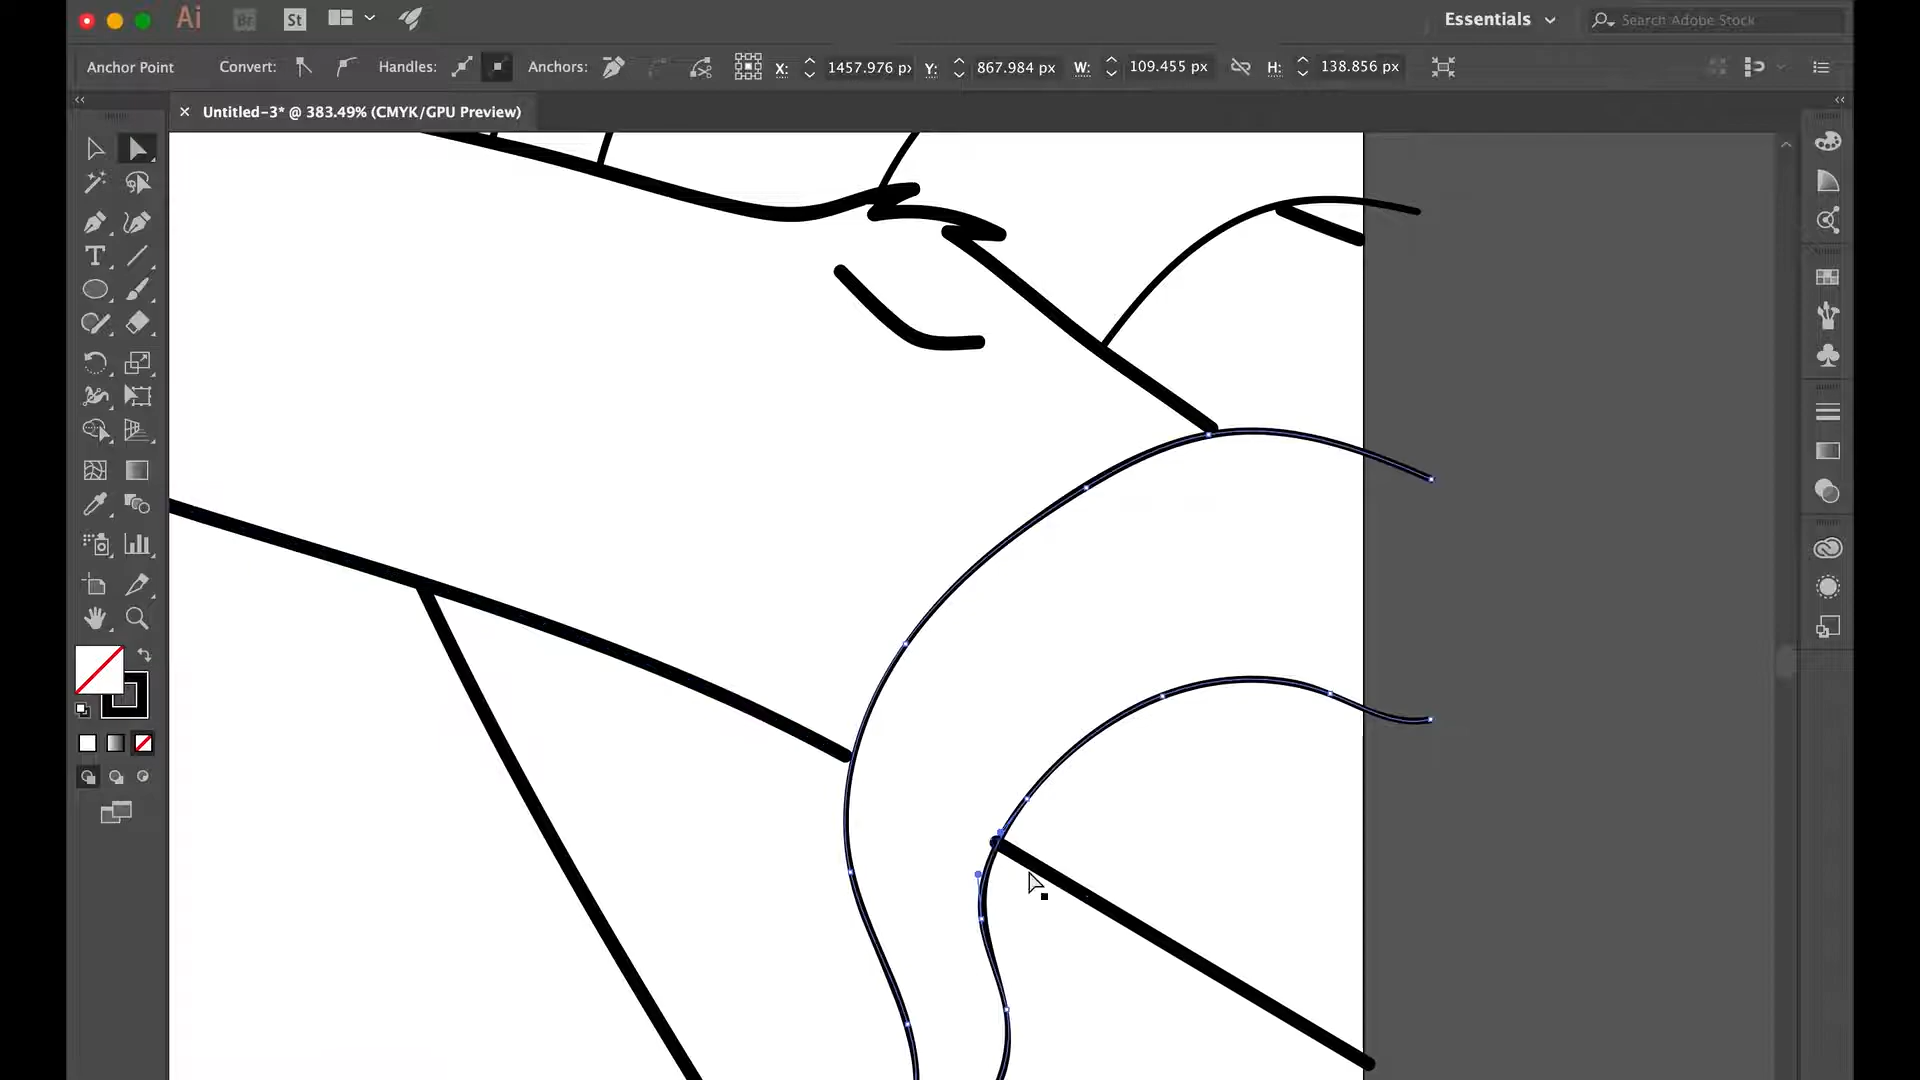 Ai Br St Essentials Search Adobe Stock
Anchor Point Convert: Handles: Anchors: X: 1457.976 px Y: 867.984 px W: 109.455 px H: 138.856 px
× Untitled-3* @ 383.49% (CMYK/GPU Preview)
T